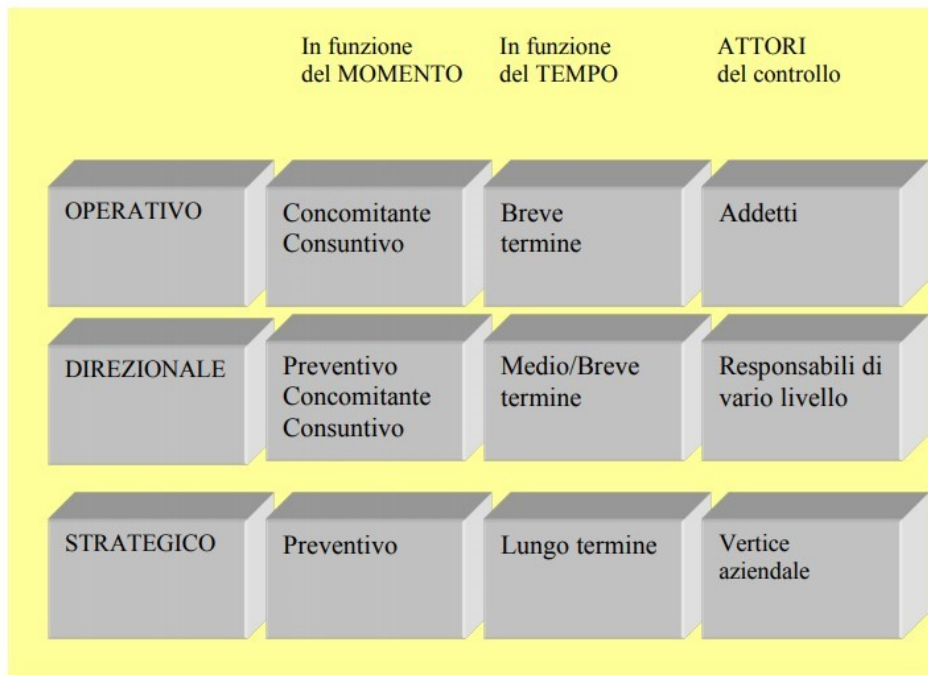 In funzione
del MOMENTO
In funzione
del TEMPO
ATTORI
del controllo
OPERATIVO
Concomitante
Consuntivo
Breve
termine
Addetti
DIREZIONALE
Preventivo
Concomitante
Consuntivo
Medio/Breve
termine
Responsabili di
vario livello
STRATEGICO
Preventivo
Lungo termine
Vertice
aziendale